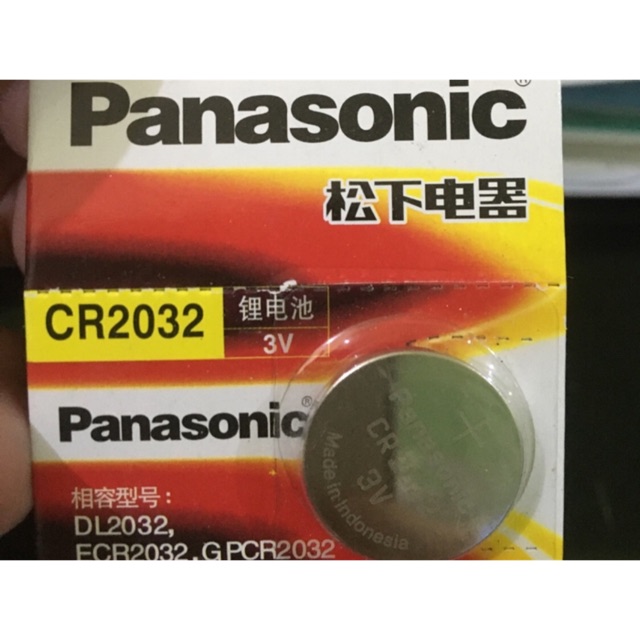 Panasonic®
松下电器
CR2032
锂电池
3V
Panasonic®
相容型号：
DL2032,
ECR2032, GPCR2032
Panasonic
CR
3V
Made in Indonesia